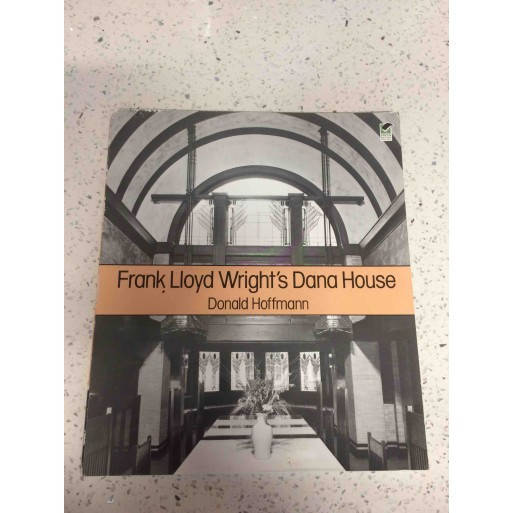 Frank Lloyd Wright's Dana House
Donald Hoffmann